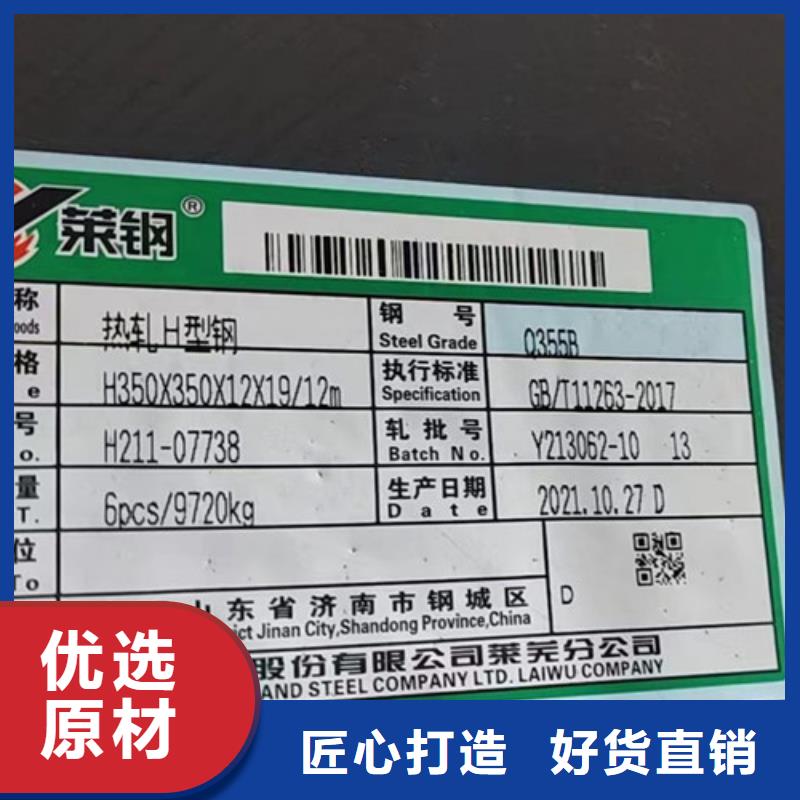 莱钢®
称 热轧H型钢 钢号 Q355B
oods Steel Grade
格 H350X350X12X19/12m 执行标准 GB/T11263-2017
e Specification
号 H211-07738 轧批号 Y213062-10 13
o. Batch No.
量 6pcs/9720kg 生产日期 2021.10.27 D
T. Date
位
To D
山东省济南市钢城区
ict Jinan City,Shandong Province,China
股份有限公司莱芜分公司
AND STEEL COMPANY LTD. LAIWU COMPANY
优选
原材
匠心打造 好货直销